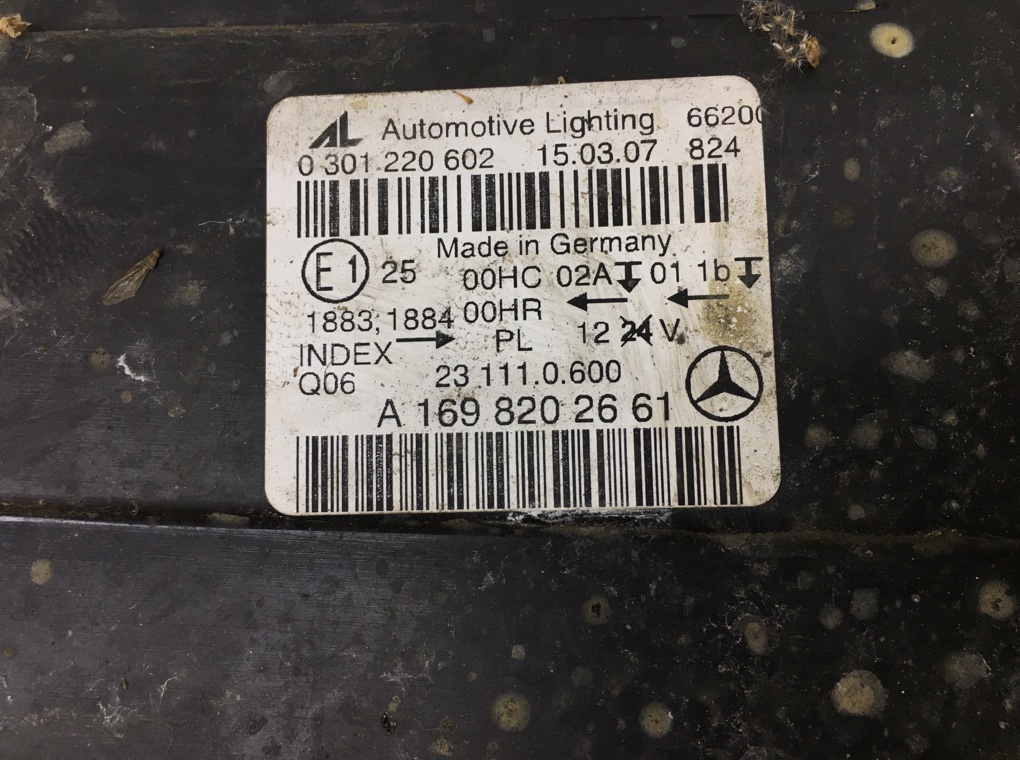 AL Automotive Lighting 66200
0 301 220 602 15.03.07 824
Made in Germany
E1 25 00HC 02A 01 1b
00HR
1883, 1884 → PL 12 24 V
INDEX
Q06 23 111.0.600
A 169 820 26 61